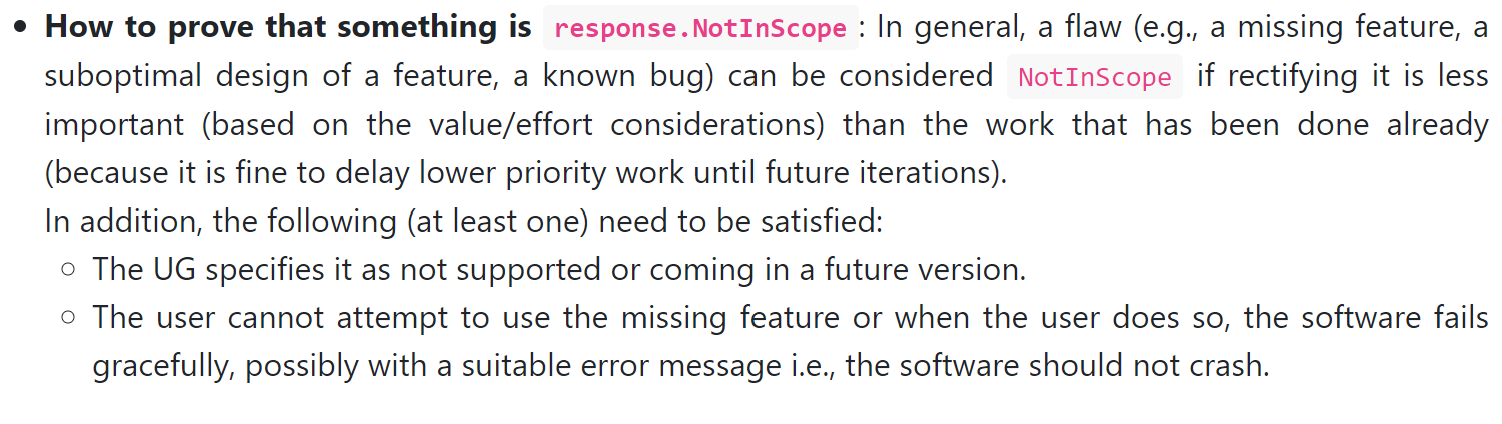 • How to prove that something is response.NotInScope : In general, a flaw (e.g., a missing feature, a
suboptimal design of a feature, a known bug) can be considered NotInScope if rectifying it is less
important (based on the value/effort considerations) than the work that has been done already
(because it is fine to delay lower priority work until future iterations).
In addition, the following (at least one) need to be satisfied:
○ The UG specifies it as not supported or coming in a future version.
○ The user cannot attempt to use the missing feature or when the user does so, the software fails
gracefully, possibly with a suitable error message i.e., the software should not crash.